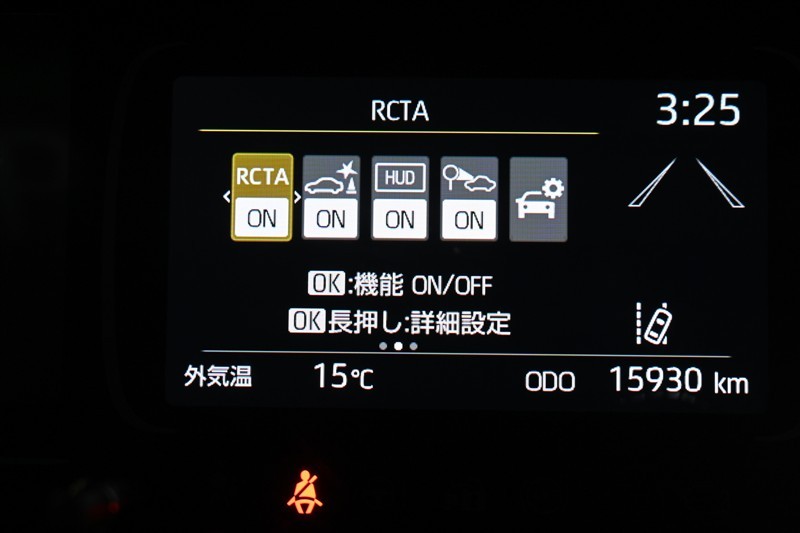 RCTA 3:25
RCTA HUD
ON ON ON ON
OK:機能 ON/OFF
OK長押し:詳細設定
外気温 15℃ ODO 15930 km